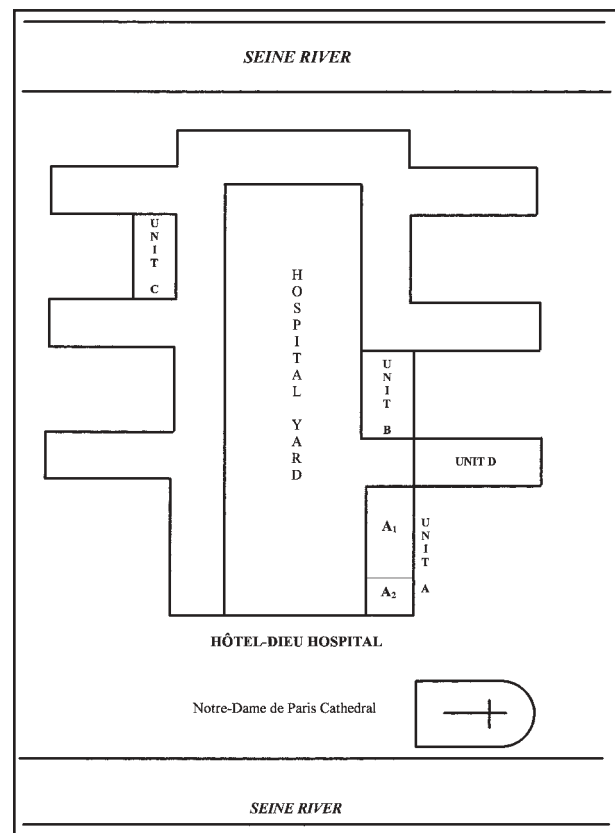 SEINE RIVER
UNIT C
HOSPITAL YARD
UNIT B
UNIT D
A₁
UNIT A
A₂
HÔTEL-DIEU HOSPITAL
Notre-Dame de Paris Cathedral
SEINE RIVER